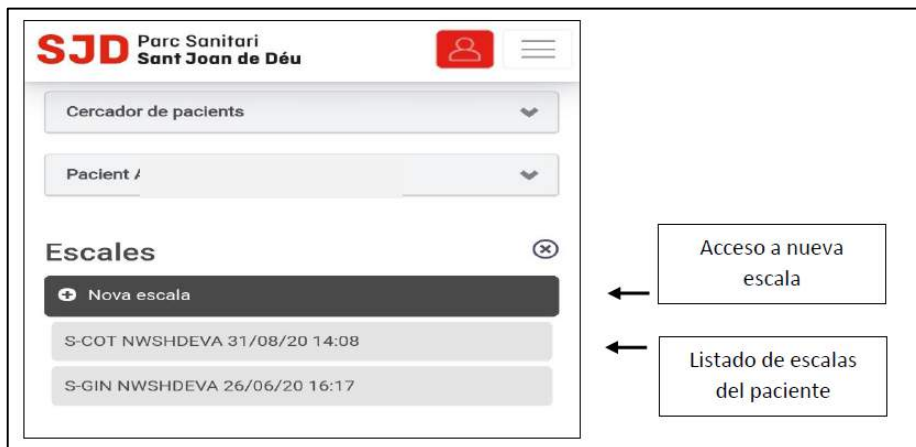 SJD Parc Sanitari
Sant Joan de Déu
Cercador de pacients
Pacient
Escales
Nova escala
S-COT NWSHDEVA 31/08/20 14:08
S-GIN NWSHDEVA 26/06/20 16:17
Acceso a nueva
escala
Listado de escalas
del paciente